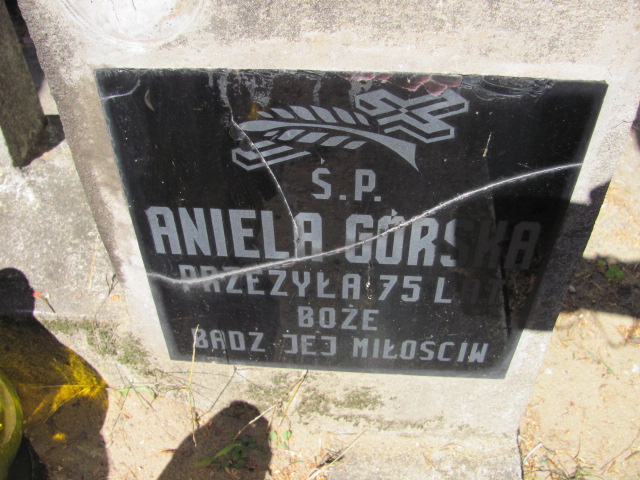 Ś.P.
ANIELA GÓRSKA
PRZEŻYŁA 75 LAT
BOŻE
BĄDŹ JEJ MIŁOŚCIW